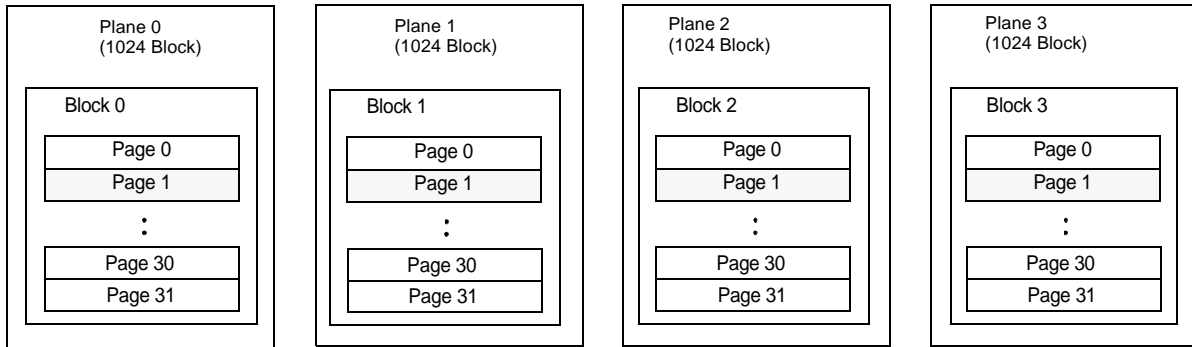 Plane 0
(1024 Block)
Block 0
Page 0
Page 1
Page 30
Page 31
Plane 1
(1024 Block)
Block 1
Page 0
Page 1
Page 30
Page 31
Plane 2
(1024 Block)
Block 2
Page 0
Page 1
Page 30
Page 31
Plane 3
(1024 Block)
Block 3
Page 0
Page 1
Page 30
Page 31